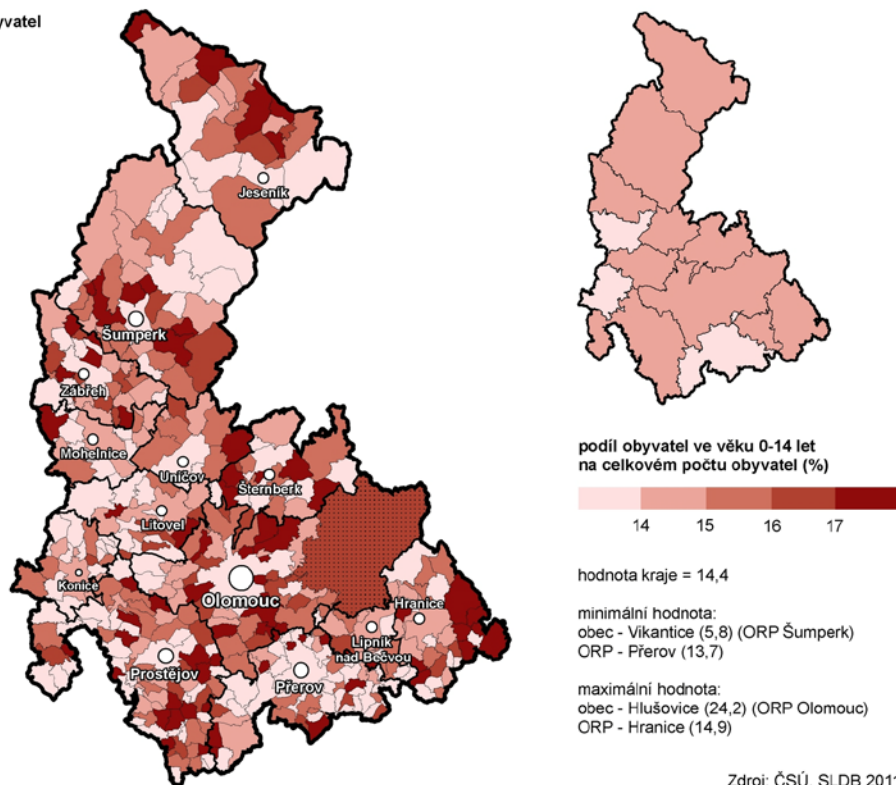 Jeseník
Šumperk
Zábřeh
Mohelnice
Uničov
Šternberk
Litovel
Konice
Olomouc
Hranice
Lipník
nad Bečvou
Prostějov
Přerov
podíl obyvatel ve věku 0-14 let
na celkovém počtu obyvatel (%)
14 15 16 17
hodnota kraje = 14,4
minimální hodnota:
obec - Vikantice (5,8) (ORP Šumperk)
ORP - Přerov (13,7)
maximální hodnota:
obec - Hlušovice (24,2) (ORP Olomouc)
ORP - Hranice (14,9)
Zdroj: ČSÚ, SLDB 2011